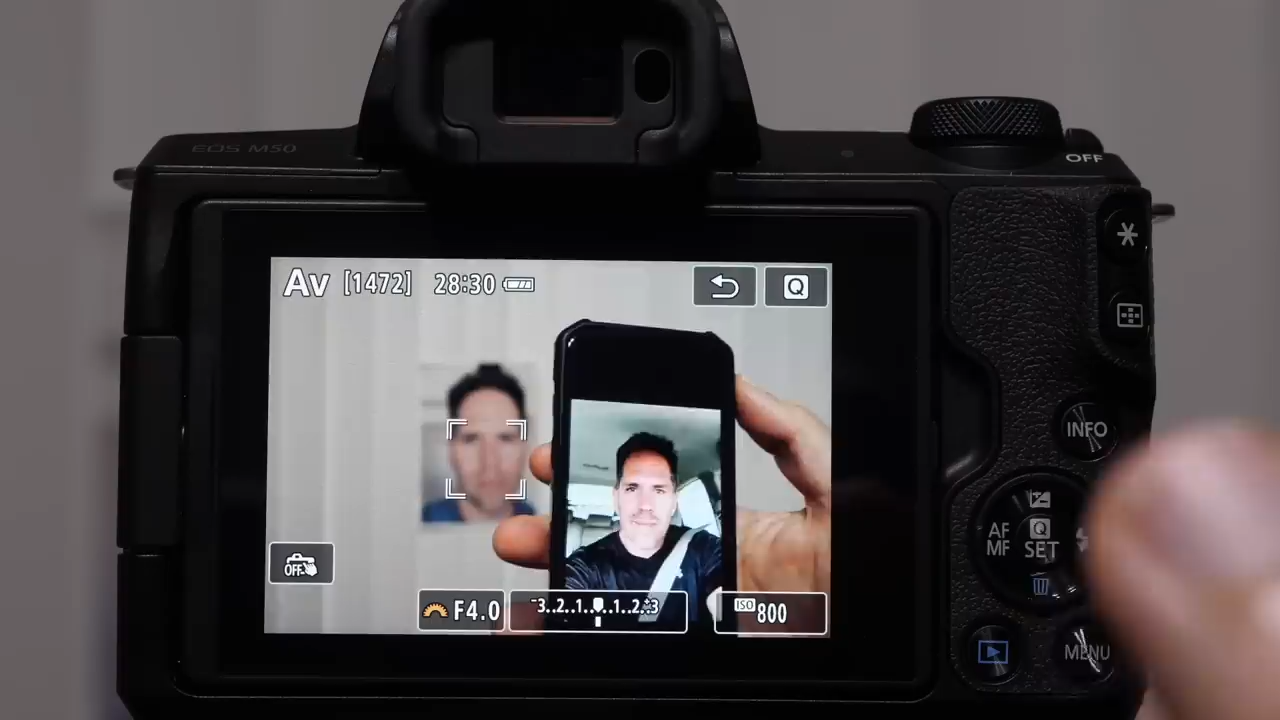 EOS M50
OFF
Av [1472] 28:30
Q
INFO
AF
MF
Q
SET
OFF
F4.0
-3..2..1..0..1..2..+3
ISO 800
MENU